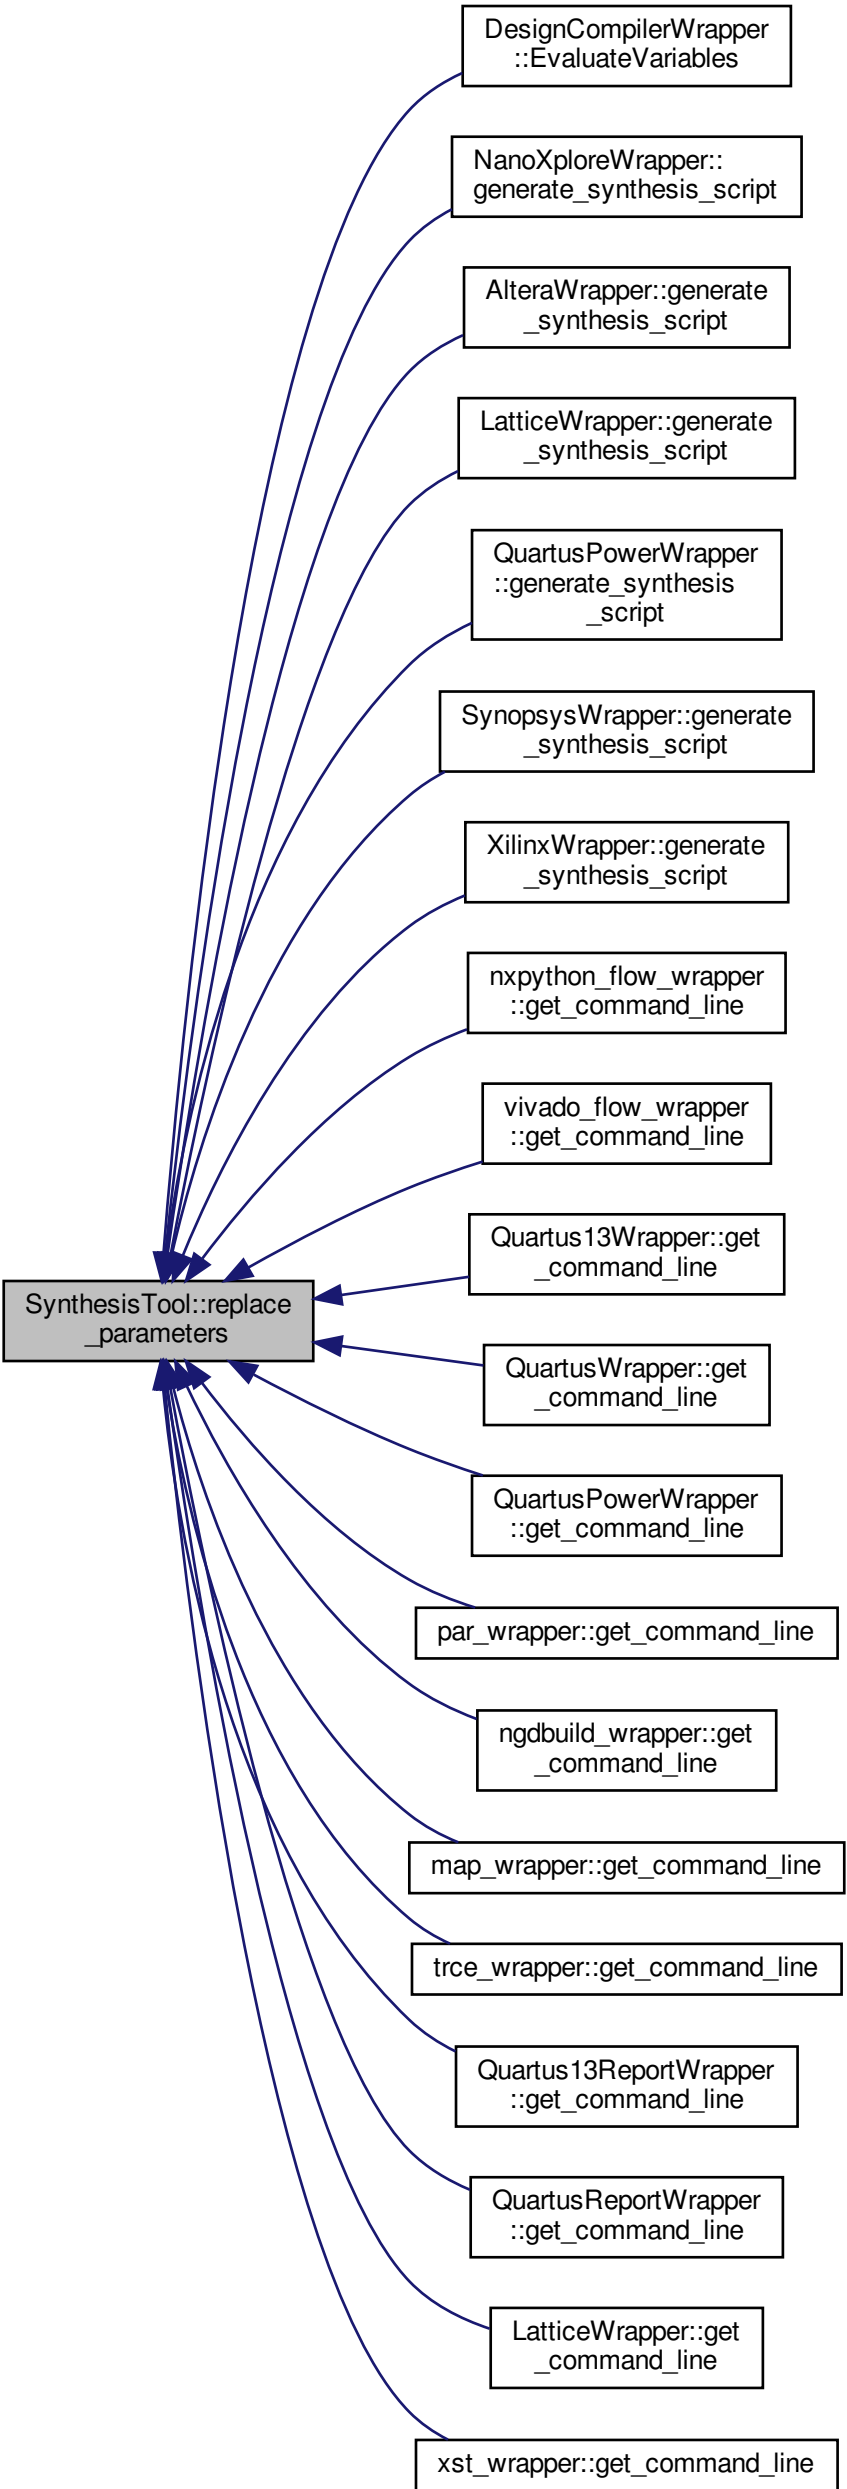 DesignCompilerWrapper
::EvaluateVariables
NanoXploreWrapper::
generate_synthesis_script
AlteraWrapper::generate
_synthesis_script
LatticeWrapper::generate
_synthesis_script
QuartusPowerWrapper
::generate_synthesis
_script
SynopsysWrapper::generate
_synthesis_script
XilinxWrapper::generate
_synthesis_script
nxpython_flow_wrapper
::get_command_line
vivado_flow_wrapper
::get_command_line
Quartus13Wrapper::get
_command_line
SynthesisTool::replace
_parameters
QuartusWrapper::get
_command_line
QuartusPowerWrapper
::get_command_line
par_wrapper::get_command_line
ngdbuild_wrapper::get
_command_line
map_wrapper::get_command_line
trce_wrapper::get_command_line
Quartus13ReportWrapper
::get_command_line
QuartusReportWrapper
::get_command_line
LatticeWrapper::get
_command_line
xst_wrapper::get_command_line